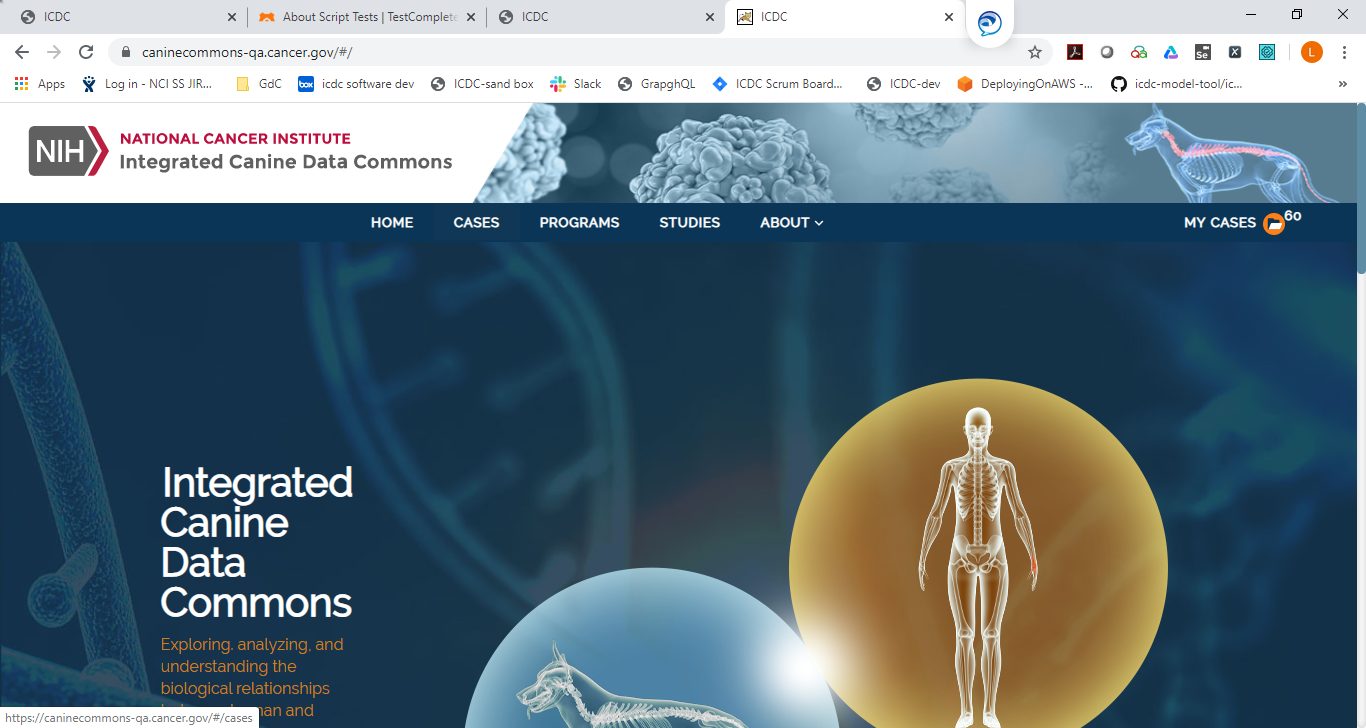 ICDC
About Script Tests | TestComplete
ICDC
ICDC
caninecommons-qa.cancer.gov/#/
Apps
Log in - NCI SS JIR...
GdC
box
icdc software dev
ICDC-sand box
Slack
GrapghQL
ICDC Scrum Board...
ICDC-dev
DeployingOnAWS -...
icdc-model-tool/ic...
»
Se
X
L
NIH
NATIONAL CANCER INSTITUTE
Integrated Canine Data Commons
HOME CASES PROGRAMS STUDIES ABOUT
MY CASES 60
Integrated
Canine
Data
Commons
Exploring, analyzing, and
understanding the
biological relationships
and
https://caninecommons-qa.cancer.gov/#/cases